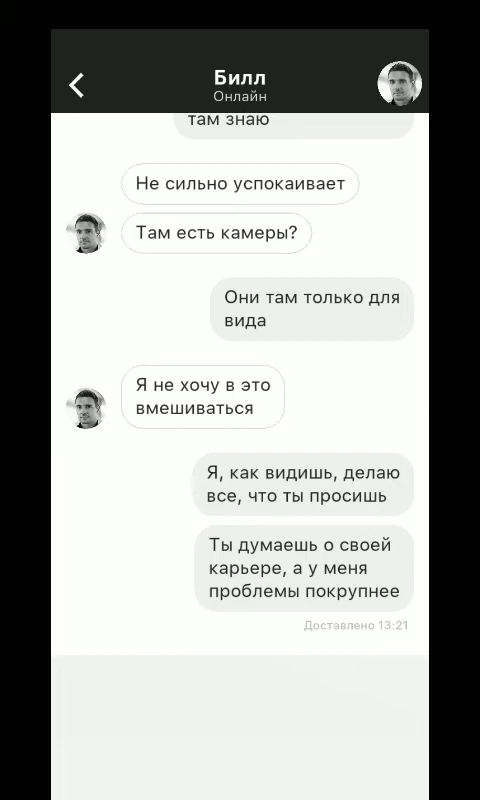 Билл
Онлайн
там знаю
Не сильно успокаивает
Там есть камеры?
Они там только для
вида
Я не хочу в это
вмешиваться
Я, как видишь, делаю
все, что ты просишь
Ты думаешь о своей
карьере, а у меня
проблемы покрупнее
Доставлено 13:21